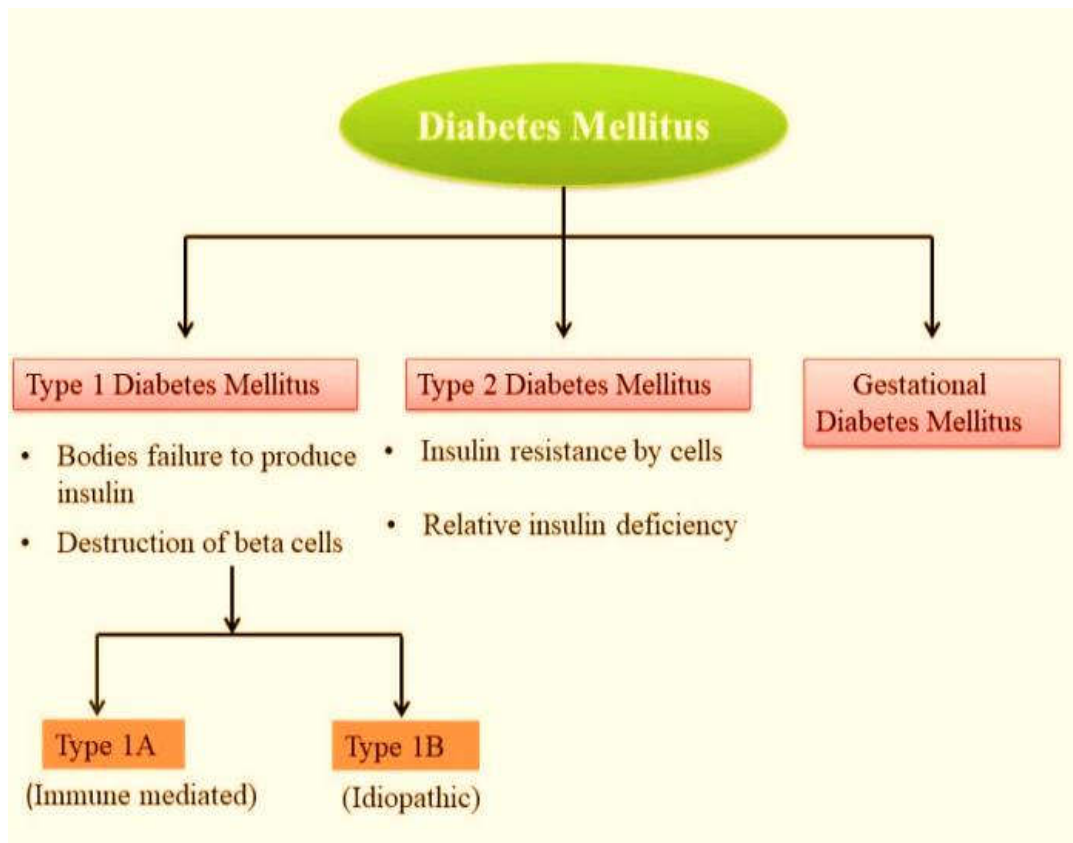 Diabetes Mellitus
Type 1 Diabetes Mellitus
• Bodies failure to produce
insulin
• Destruction of beta cells
Type 1A
(Immune mediated)
Type 1B
(Idiopathic)
Type 2 Diabetes Mellitus
• Insulin resistance by cells
• Relative insulin deficiency
Gestational
Diabetes Mellitus